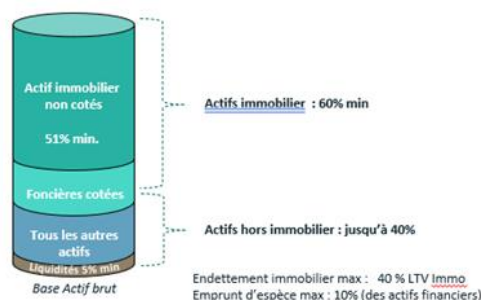 Actif immobilier
non cotés
51% min.
Actifs immobilier : 60% min
Foncières cotées
Tous les autres
actifs
Actifs hors immobilier : jusqu'à 40%
Liquidités 5% min
Base Actif brut
Endettement immobilier max : 40 % LTV Immo
Emprunt d'espèce max : 10% (des actifs financiers)